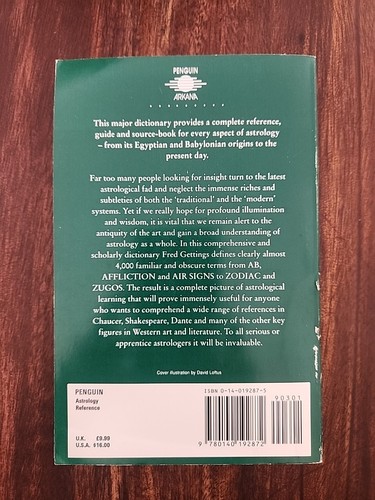 PENGUIN
ARKANA
This major dictionary provides a complete reference,
guide and source-book for every aspect of astrology
– from its Egyptian and Babylonian origins to the
present day.
Far too many people looking for insight turn to the latest
astrological fad and neglect the immense riches and
subtleties of both the 'traditional' and the 'modern'
systems. Yet if we really hope for profound illumination
and wisdom, it is vital that we remain alert to the
antiquity of the art and gain a broad understanding of
astrology as a whole. In this comprehensive and
scholarly dictionary Fred Gettings defines clearly almost
4,000 familiar and obscure terms from AB,
AFFLICTION and AIR SIGNS to ZODIAC and
ZUGOS. The result is a complete picture of astrological
learning that will prove immensely useful for anyone
who wants to comprehend a wide range of references in
Chaucer, Shakespeare, Dante and many of the other key
figures in Western art and literature. To all serious or
apprentice astrologers it will be invaluable.
Cover illustration by David Loftus
PENGUIN
Astrology
Reference
U.K. £9.99
U.S.A. $16.00
ISBN 0-14-019287-5
90301
9 780140 192872